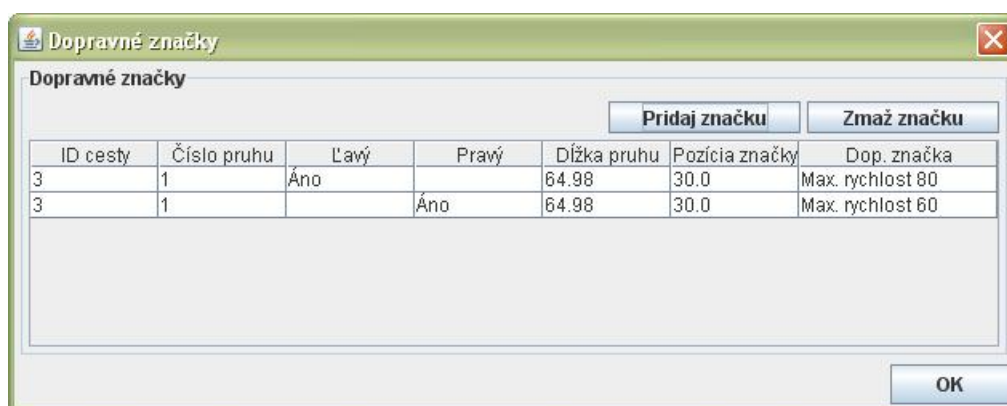 Dopravné značky
Dopravné značky
Pridaj značku Zmaž značku
ID cesty Číslo pruhu Ľavý Pravý Dĺžka pruhu Pozícia značky Dop. značka
3 1 Áno 64.98 30.0 Max. rychlost 80
3 1 Áno 64.98 30.0 Max. rychlost 60
OK